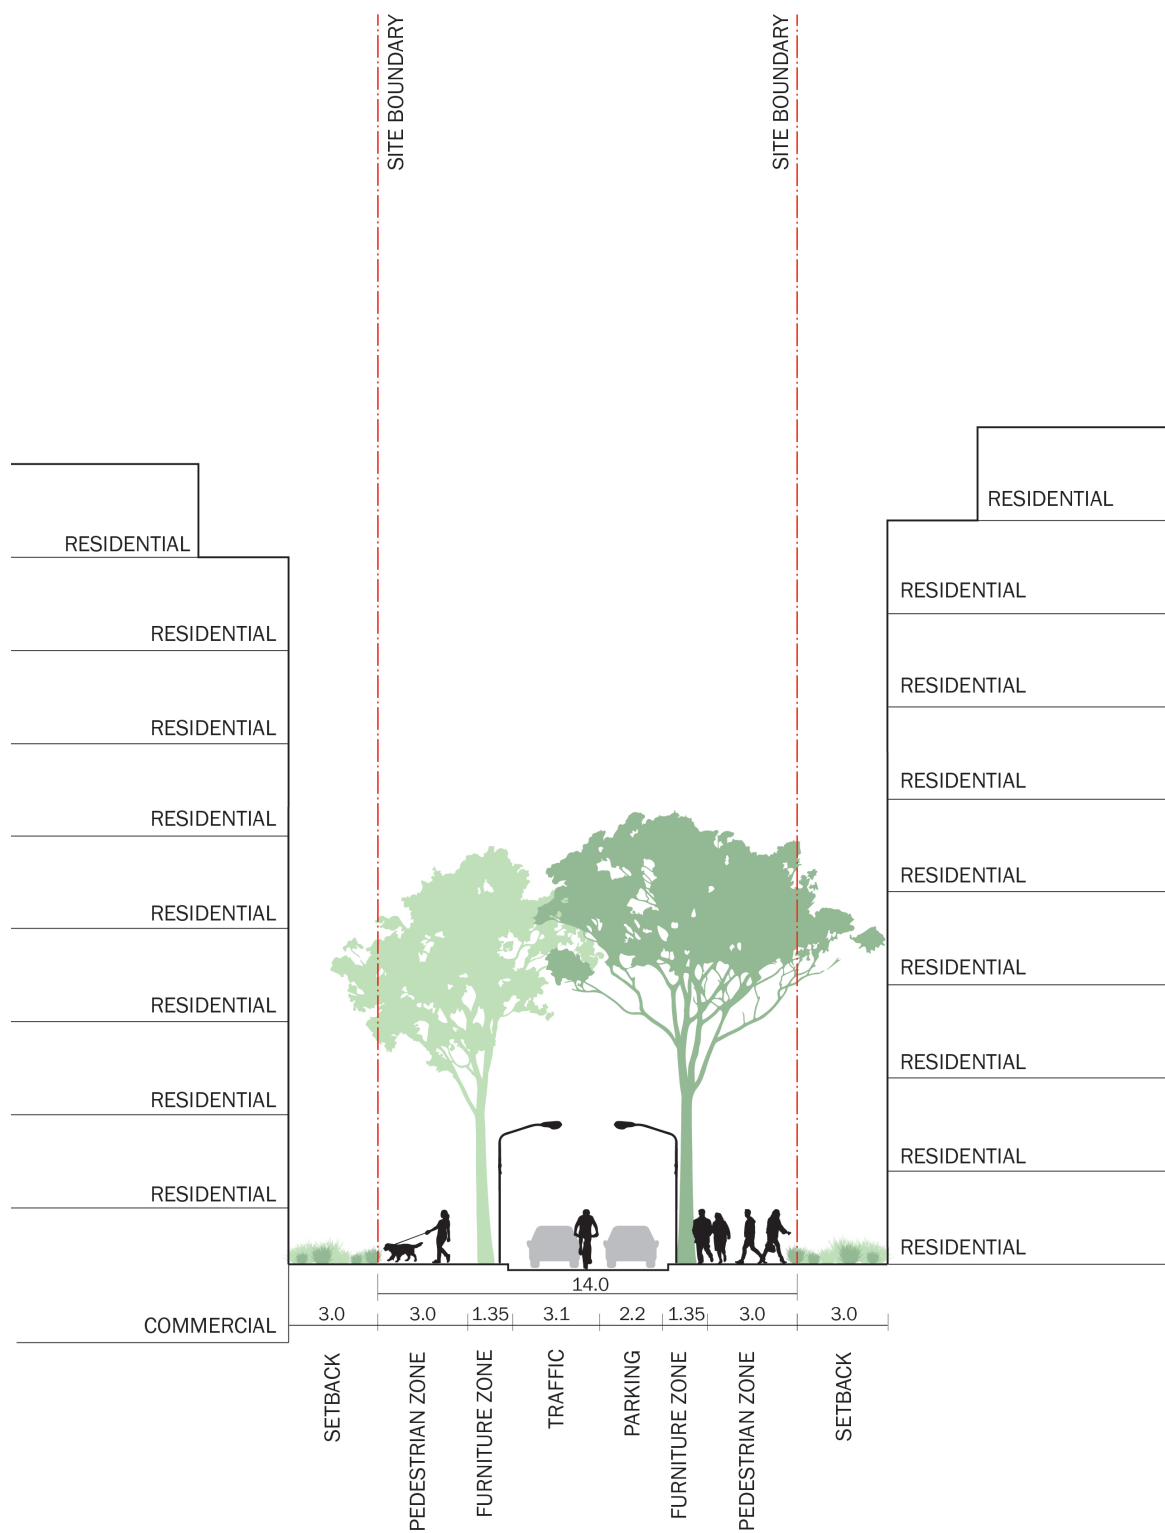 SITE BOUNDARY
SITE BOUNDARY
RESIDENTIAL
RESIDENTIAL
RESIDENTIAL
RESIDENTIAL
RESIDENTIAL
RESIDENTIAL
RESIDENTIAL
RESIDENTIAL
COMMERCIAL
RESIDENTIAL
RESIDENTIAL
RESIDENTIAL
RESIDENTIAL
RESIDENTIAL
RESIDENTIAL
RESIDENTIAL
RESIDENTIAL
RESIDENTIAL
14.0
3.0
3.0
1.35
3.1
2.2
1.35
3.0
3.0
SETBACK
PEDESTRIAN ZONE
FURNITURE ZONE
TRAFFIC
PARKING
FURNITURE ZONE
PEDESTRIAN ZONE
SETBACK